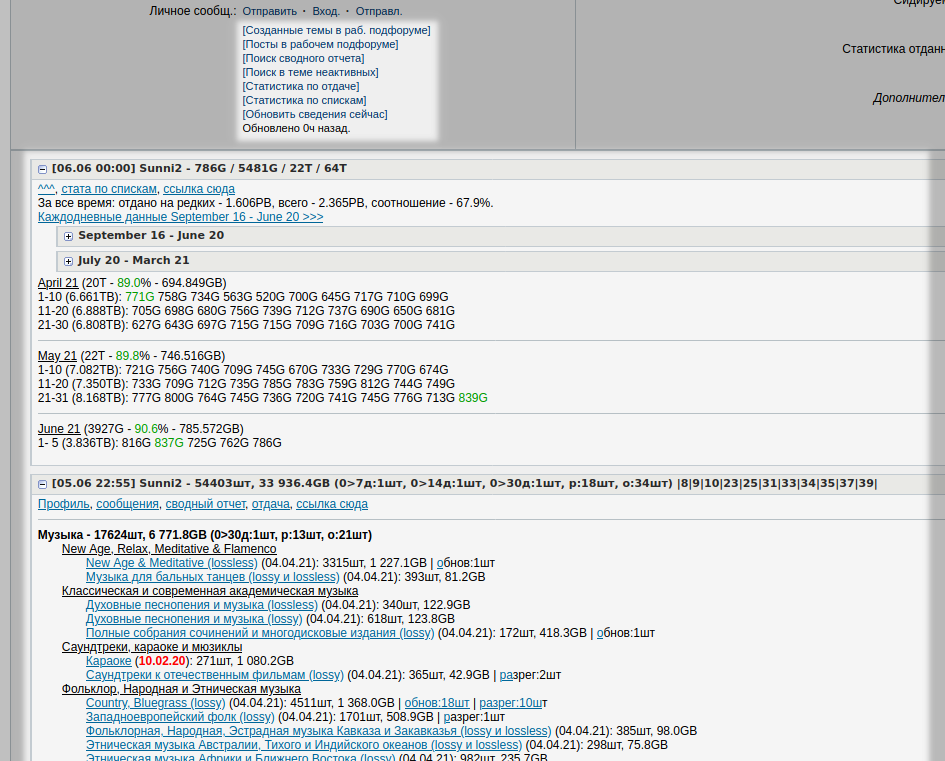 Личное сообщ.: Отправить · Вход. · Отправл.
[Созданные темы в раб. подфоруме]
[Посты в рабочем подфоруме]
[Поиск сводного отчета]
[Поиск в теме неактивных]
[Статистика по отдаче]
[Статистика по спискам]
[Обновить сведения сейчас]
Обновлено 0ч назад.
Статистика отдан
Дополнител
[06.06 00:00] Sunni2 - 786G / 5481G / 22T / 64T
^^^, стата по спискам, ссылка сюда
За все время: отдано на редких - 1.606PB, всего - 2.365PB, соотношение - 67.9%.
Каждодневные данные September 16 - June 20 >>>
September 16 - June 20
July 20 - March 21
April 21 (20T - 89.0% - 694.849GB)
1-10 (6.661TB): 771G 758G 734G 563G 520G 700G 645G 717G 710G 699G
11-20 (6.888TB): 705G 698G 680G 756G 739G 712G 737G 690G 650G 681G
21-30 (6.808TB): 627G 643G 697G 715G 715G 709G 716G 703G 700G 741G
May 21 (22T - 89.8% - 746.516GB)
1-10 (7.082TB): 721G 756G 740G 709G 745G 670G 733G 729G 770G 674G
11-20 (7.350TB): 733G 709G 712G 735G 785G 783G 759G 812G 744G 749G
21-31 (8.168TB): 777G 800G 764G 745G 736G 720G 741G 745G 776G 713G 839G
June 21 (3927G - 90.6% - 785.572GB)
1- 5 (3.836TB): 816G 837G 725G 762G 786G
[05.06 22:55] Sunni2 - 54403шт, 33 936.4GB (0>7д:1шт, 0>14д:1шт, 0>30д:1шт, р:18шт, о:34шт) |8|9|10|23|25|31|33|34|35|37|39|
Профиль, сообщения, сводный отчет, отдача, ссылка сюда
Музыка - 17624шт, 6 771.8GB (0>30д:1шт, р:13шт, о:21шт)
New Age, Relax, Meditative & Flamenco
New Age & Meditative (lossless) (04.04.21): 3315шт, 1 227.1GB | обнов:1шт
Музыка для бальных танцев (lossy и lossless) (04.04.21): 393шт, 81.2GB
Классическая и современная академическая музыка
Духовные песнопения и музыка (lossless) (04.04.21): 340шт, 122.9GB
Духовные песнопения и музыка (lossy) (04.04.21): 618шт, 123.8GB
Полные собрания сочинений и многодисковые издания (lossy) (04.04.21): 172шт, 418.3GB | обнов:1шт
Саундтреки, караоке и мюзиклы
Караоке (10.02.20): 271шт, 1 080.2GB
Саундтреки к отечественным фильмам (lossy) (04.04.21): 365шт, 42.9GB | разрег:2шт
Фольклор, Народная и Этническая музыка
Country, Bluegrass (lossy) (04.04.21): 4511шт, 1 368.0GB | обнов:18шт | разрег:10шт
Западноевропейский фолк (lossy) (04.04.21): 1701шт, 508.9GB | разрег:1шт
Фольклорная, Народная, Эстрадная музыка Кавказа и Закавказья (lossy и lossless) (04.04.21): 385шт, 98.0GB
Этническая музыка Австралии, Тихого и Индийского океанов (lossy и lossless) (04.04.21): 298шт, 75.8GB
Этническая музыка Африки и Ближнего Востока (lossy) (04.04.21): 982шт, 235.7GB